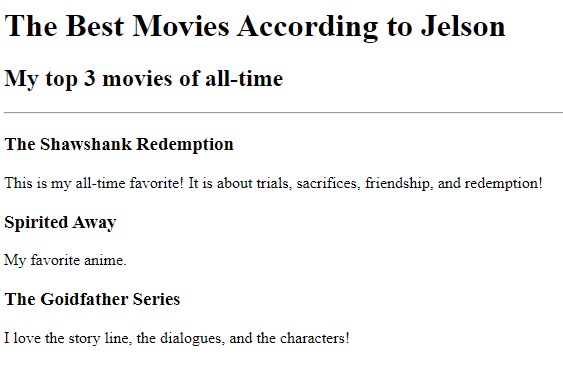 The Best Movies According to Jelson
My top 3 movies of all-time
The Shawshank Redemption
This is my all-time favorite! It is about trials, sacrifices, friendship, and redemption!
Spirited Away
My favorite anime.
The Goidfather Series
I love the story line, the dialogues, and the characters!